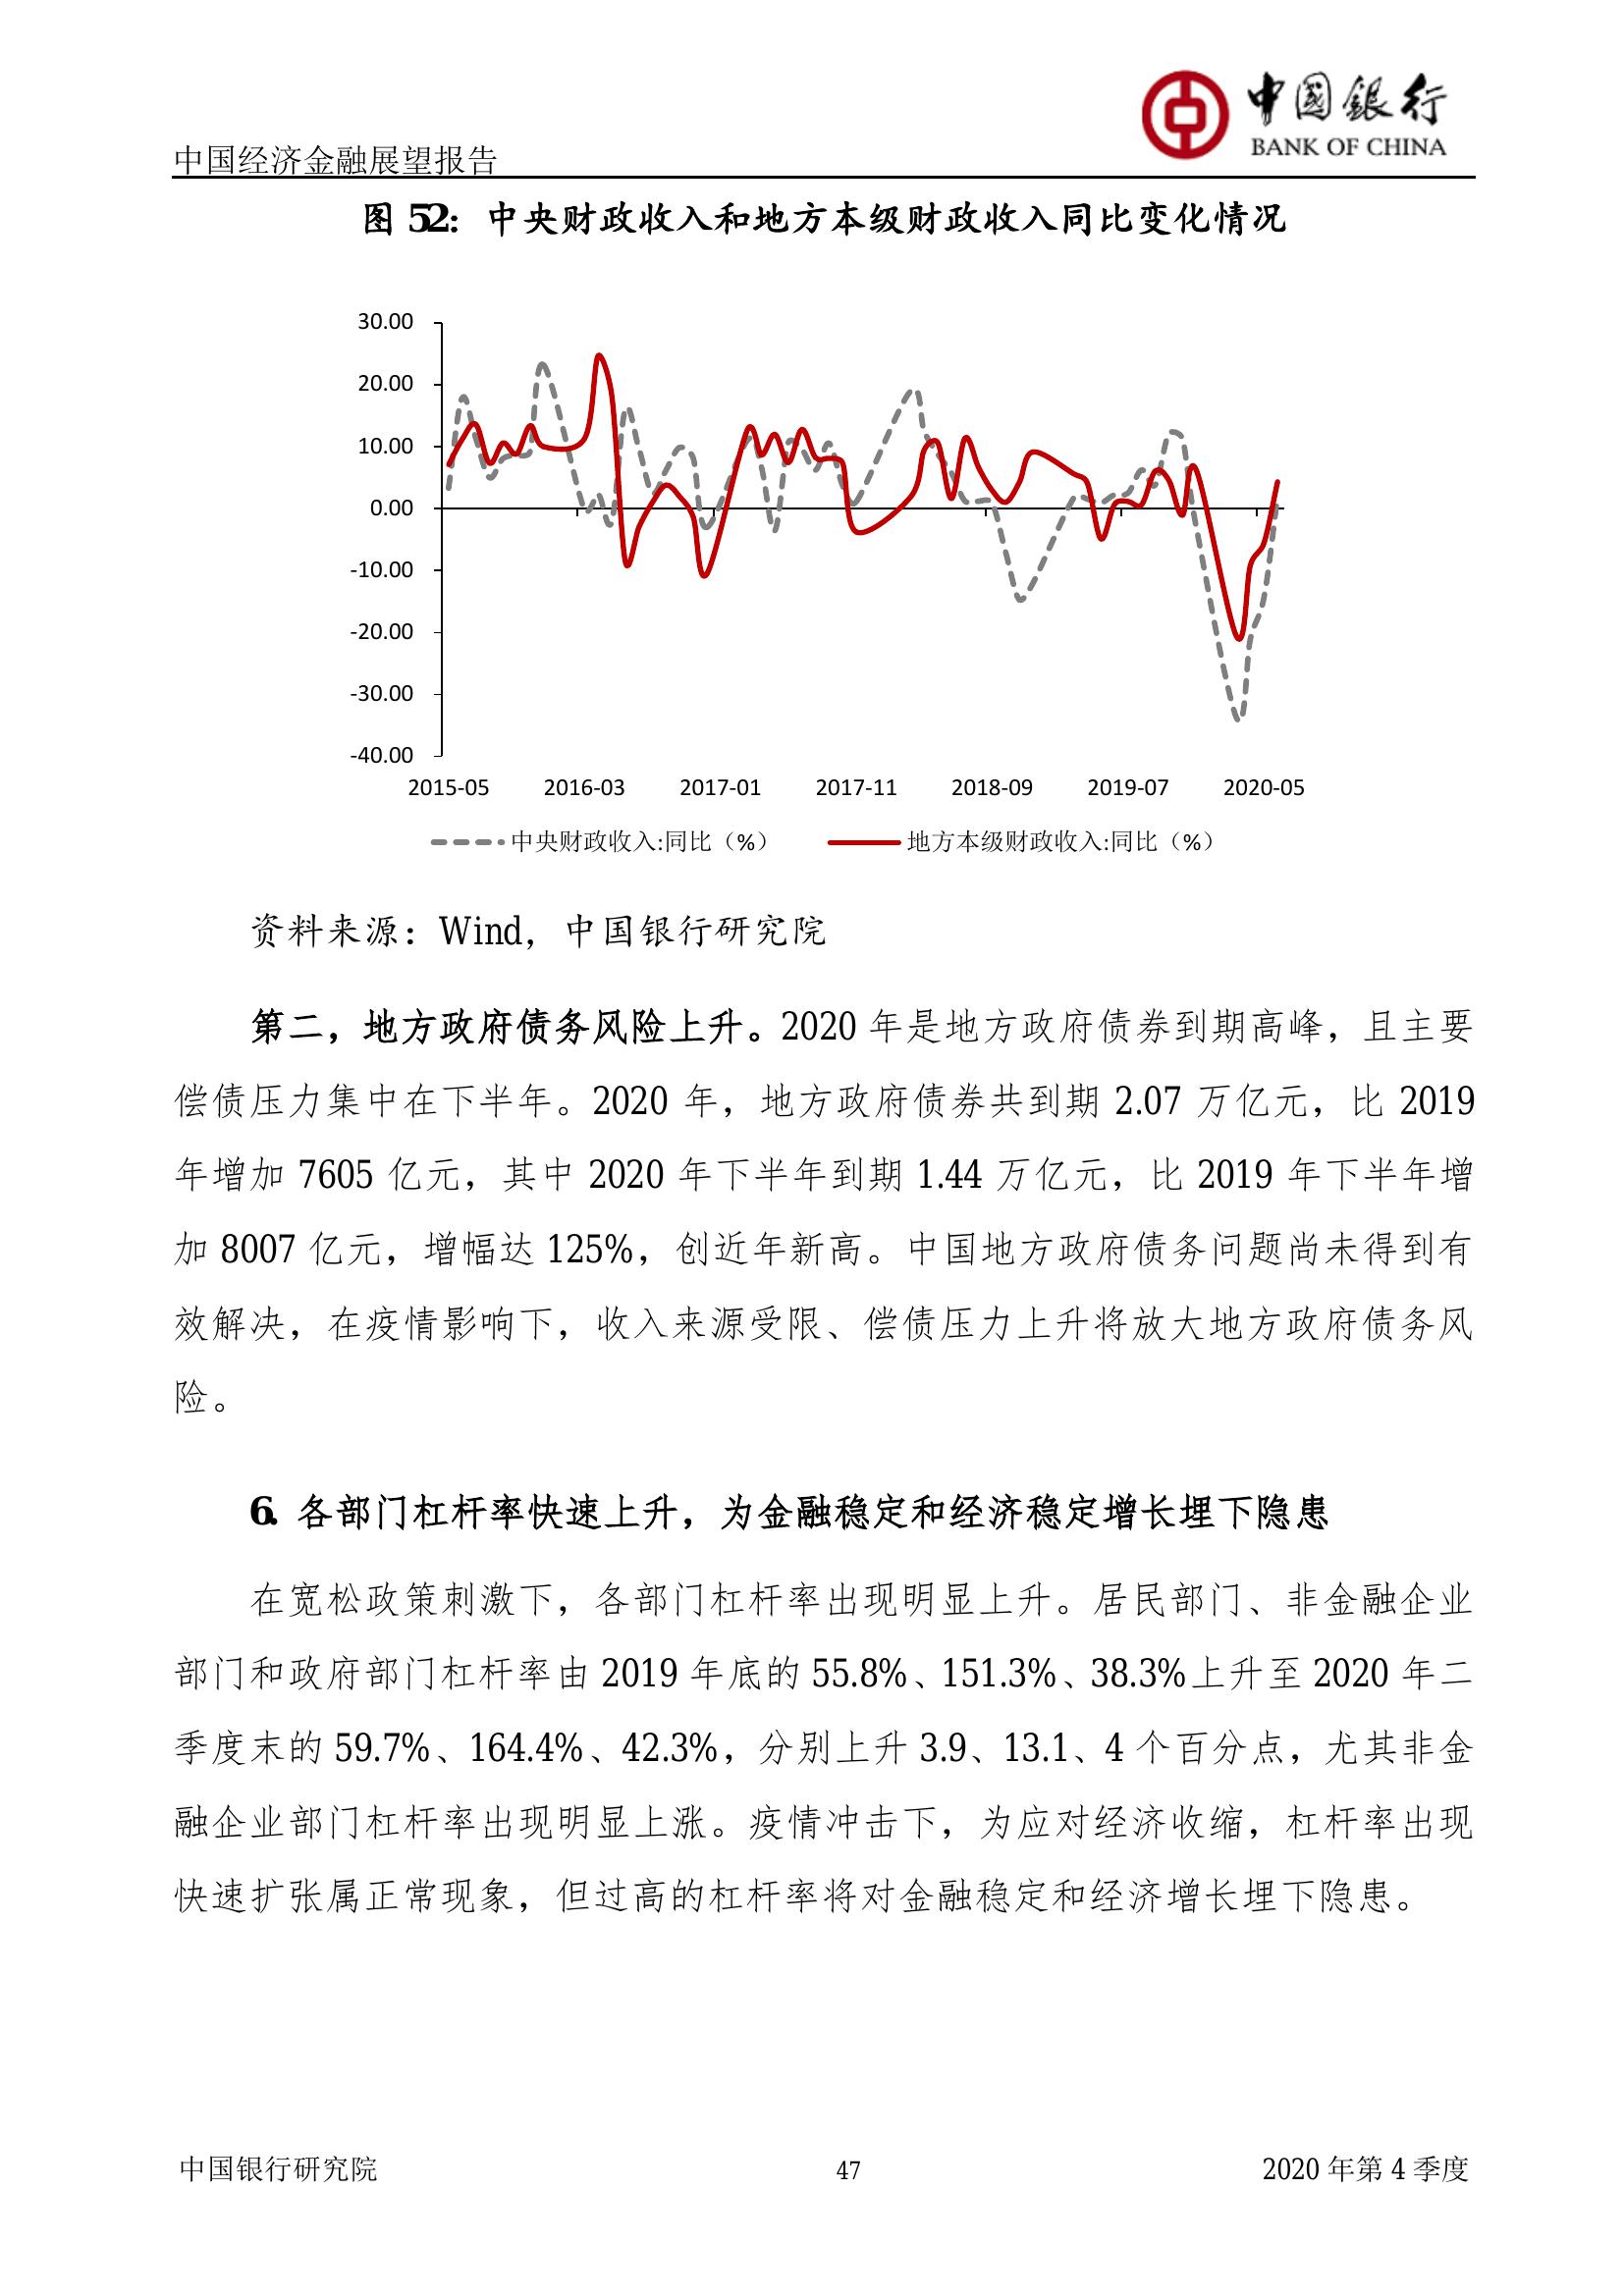 中国银行
BANK OF CHINA
中国经济金融展望报告
图 52：中央财政收入和地方本级财政收入同比变化情况
30.00
20.00
10.00
0.00
-10.00
-20.00
-30.00
-40.00
2015-05 2016-03 2017-01 2017-11 2018-09 2019-07 2020-05
中央财政收入:同比（%） 地方本级财政收入:同比（%）
资料来源：Wind，中国银行研究院
第二，地方政府债务风险上升。2020 年是地方政府债券到期高峰，且主要
偿债压力集中在下半年。2020 年，地方政府债券共到期 2.07 万亿元，比 2019
年增加 7605 亿元，其中 2020 年下半年到期 1.44 万亿元，比 2019 年下半年增
加 8007 亿元，增幅达 125%，创近年新高。中国地方政府债务问题尚未得到有
效解决，在疫情影响下，收入来源受限、偿债压力上升将放大地方政府债务风
险。
6. 各部门杠杆率快速上升，为金融稳定和经济稳定增长埋下隐患
在宽松政策刺激下，各部门杠杆率出现明显上升。居民部门、非金融企业
部门和政府部门杠杆率由 2019 年底的 55.8%、151.3%、38.3%上升至 2020 年二
季度末的 59.7%、164.4%、42.3%，分别上升 3.9、13.1、4 个百分点，尤其非金
融企业部门杠杆率出现明显上涨。疫情冲击下，为应对经济收缩，杠杆率出现
快速扩张属正常现象，但过高的杠杆率将对金融稳定和经济增长埋下隐患。
中国银行研究院 47 2020 年第 4 季度